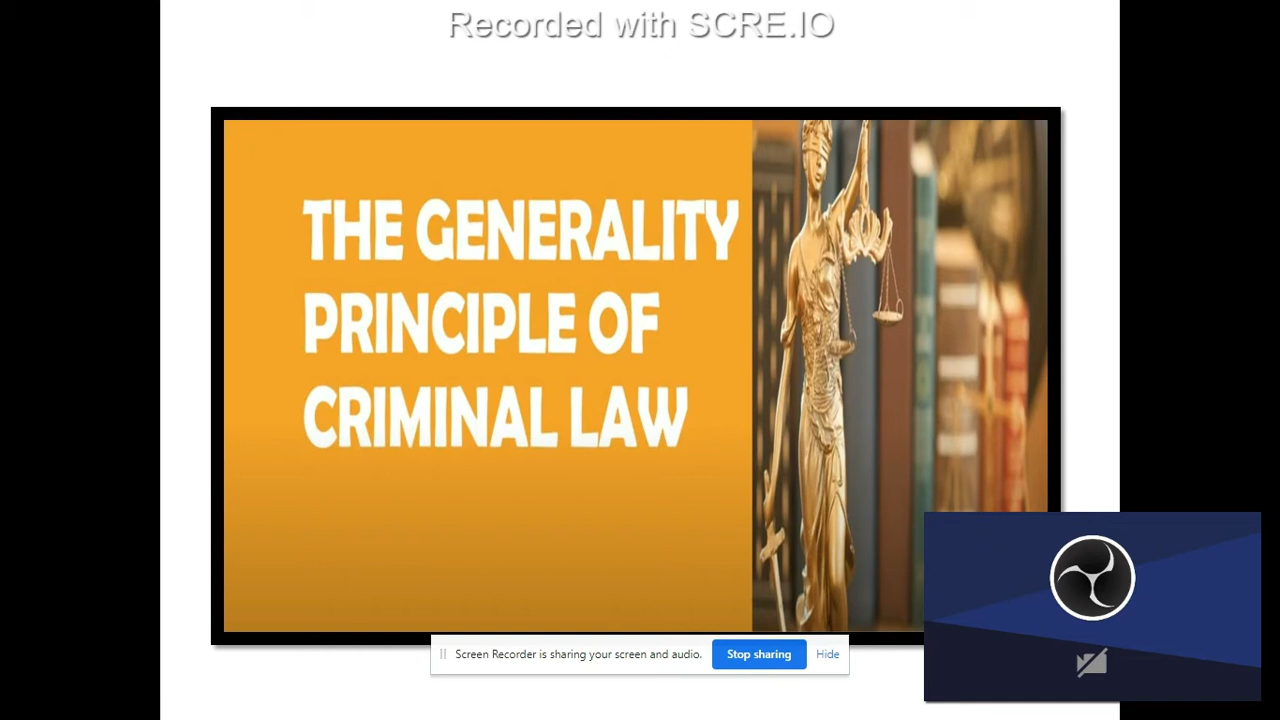 Recorded with SCRE.IO
THE GENERALITY
PRINCIPLE OF
CRIMINAL LAW
Screen Recorder is sharing your screen and audio. Stop sharing Hide